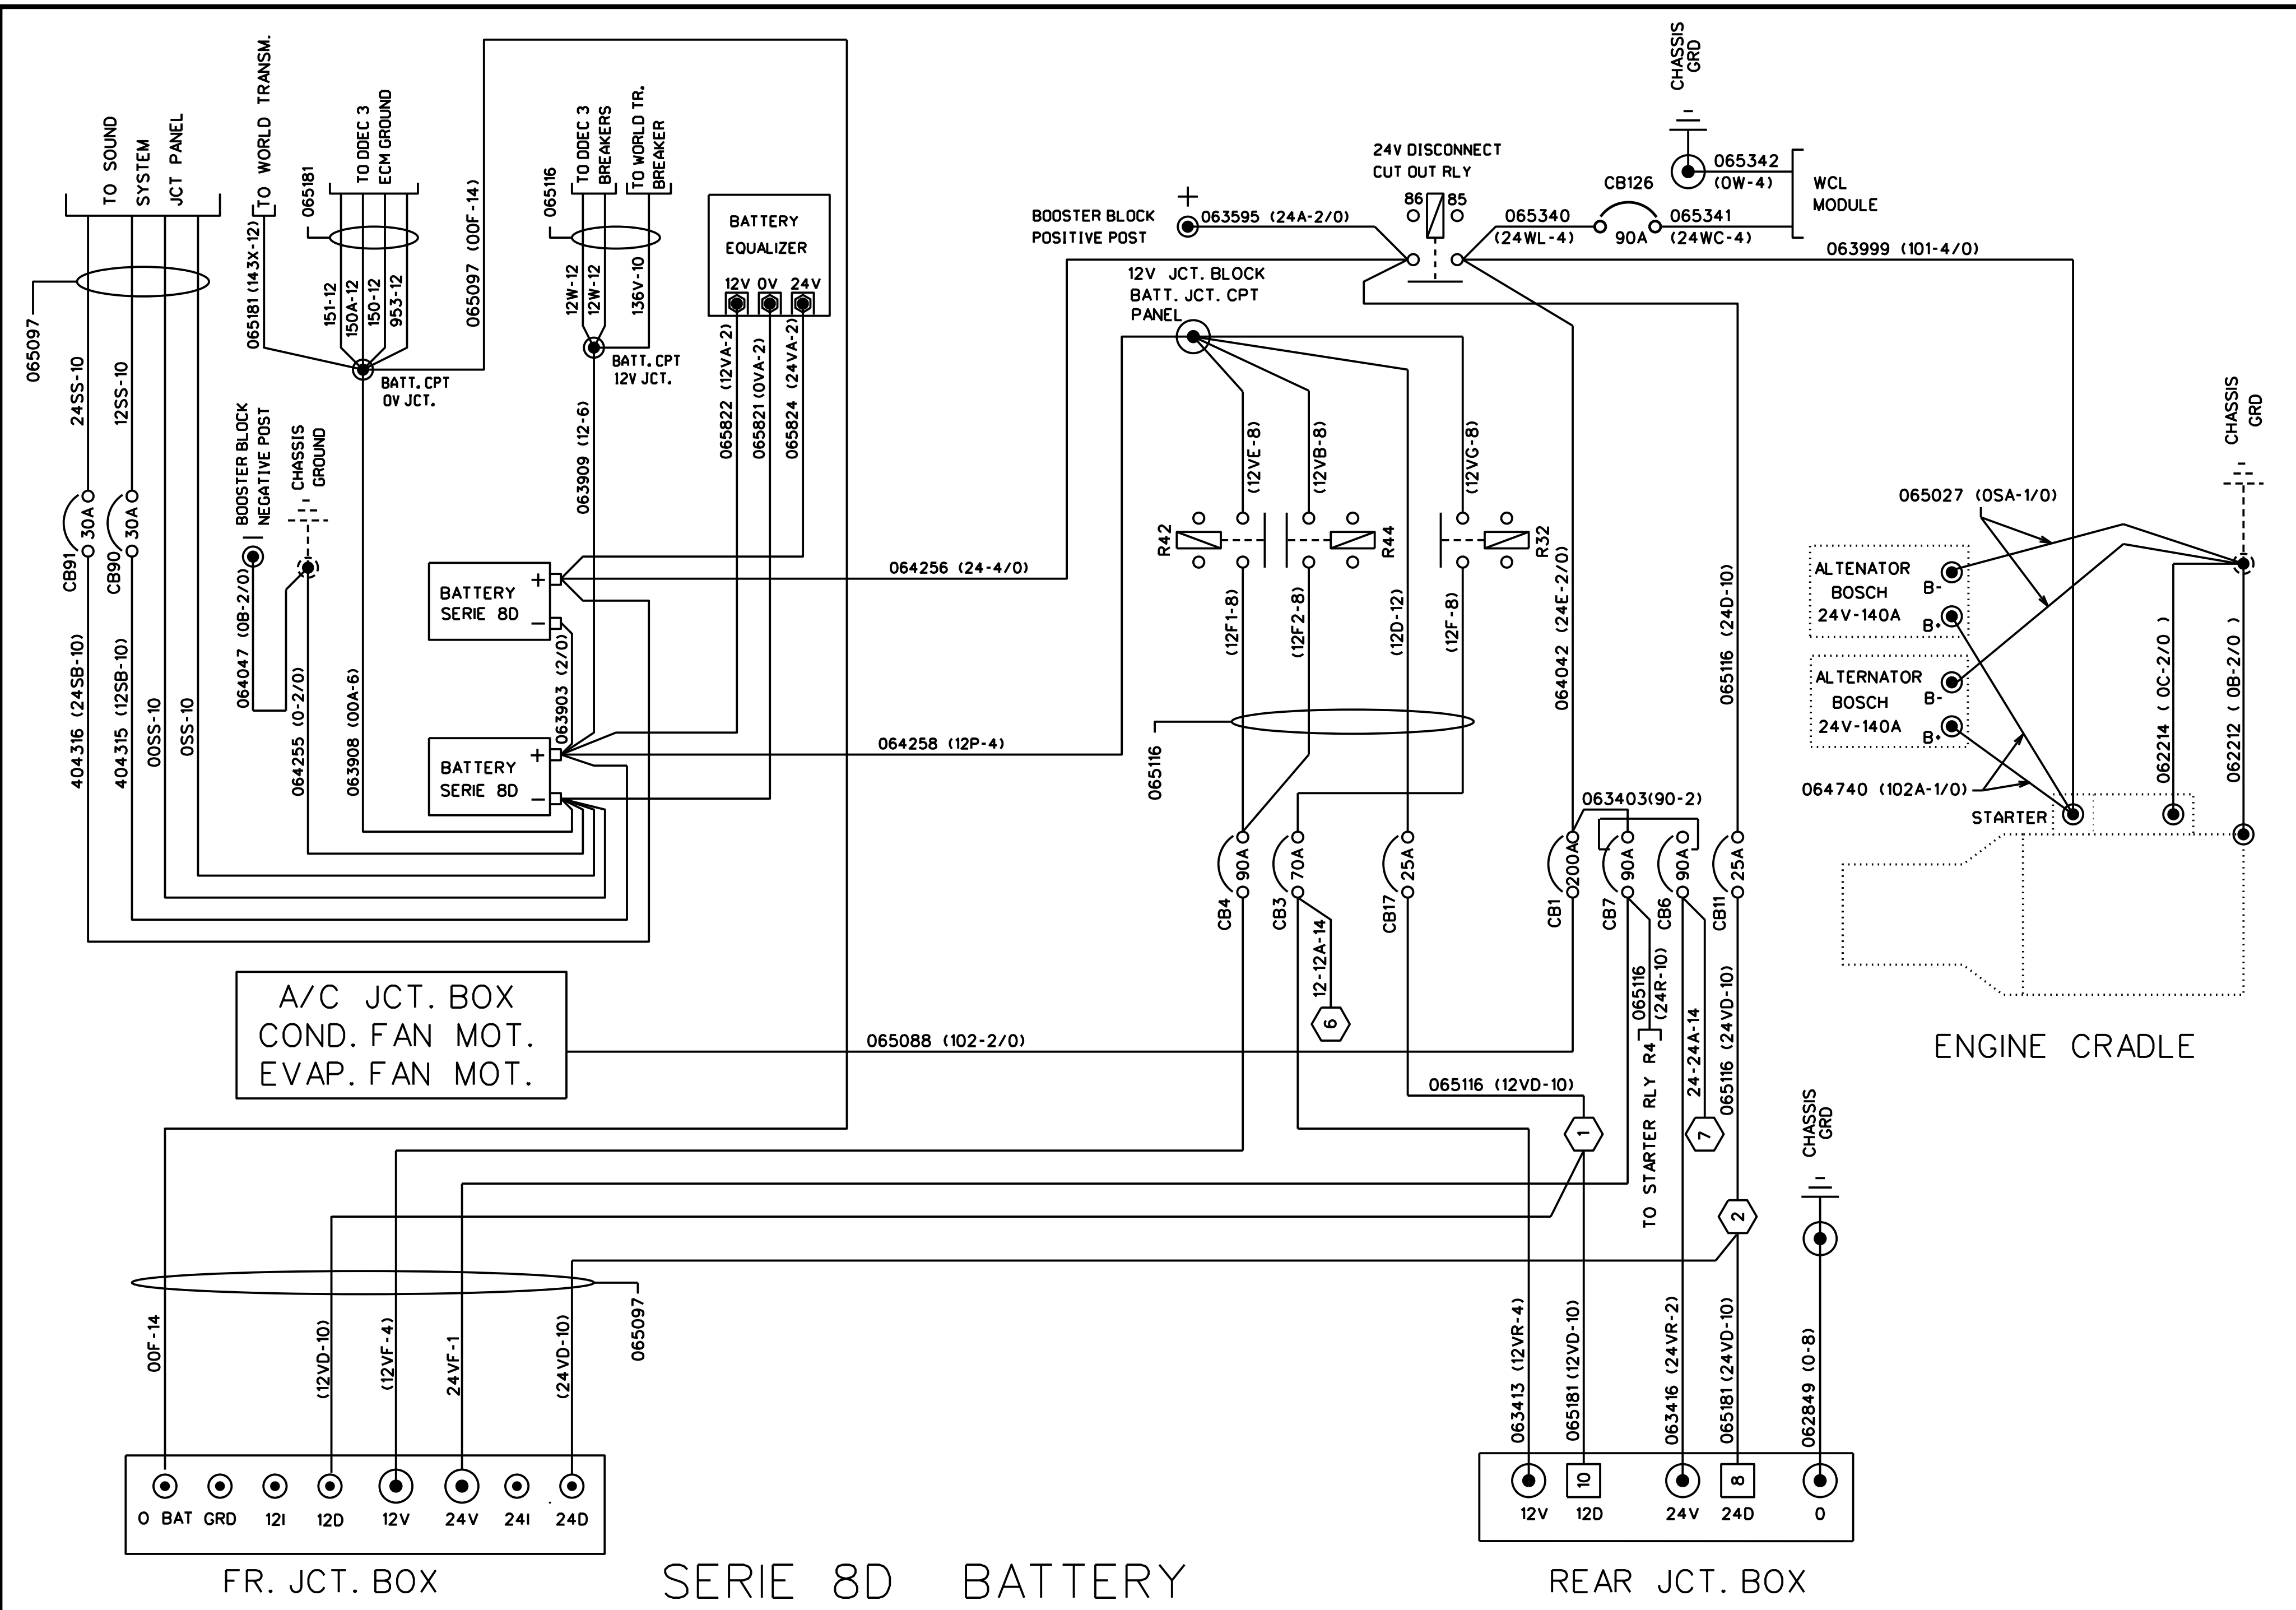 TO SOUND
SYSTEM
JCT PANEL
TO WORLD TRANSM.
065181
TO DDEC 3
ECM GROUND
065097 (00F-14)
065116
TO DDEC 3
BREAKERS
TO WORLD TR.
BREAKER
BATTERY
EQUALIZER
12V 0V 24V
065097
24SS-10
12SS-10
065181 (143X-12)
151-12
150A-12
150-12
953-12
BATT. CPT
0V JCT.
12W-12
12W-12
136V-10
BATT. CPT
12V JCT.
065822 (12VA-2)
065821 (0VA-2)
065824 (24VA-2)
BOOSTER BLOCK
NEGATIVE POST
CHASSIS
GROUND
063909 (12-6)
CB91
30A
CB90
30A
404316 (24SB-10)
404315 (12SB-10)
00SS-10
0SS-10
064047 (0B-2/0)
064255 (0-2/0)
063908 (00A-6)
BATTERY
SERIE 8D
+
−
063903 (2/0)
BATTERY
SERIE 8D
+
−
064256 (24-4/0)
064258 (12P-4)
BOOSTER BLOCK
POSITIVE POST
+
063595 (24A-2/0)
24V DISCONNECT
CUT OUT RLY
86 85
CHASSIS
GRD
065342
(0W-4)
WCL
MODULE
CB126
90A
065340
(24WL-4)
065341
(24WC-4)
063999 (101-4/0)
12V JCT. BLOCK
BATT. JCT. CPT
PANEL
(12VE-8)
(12VB-8)
(12VG-8)
R42
R44
R32
(12F1-8)
(12F2-8)
(12D-12)
(12F-8)
064042 (24E-2/0)
065116 (24D-10)
065116
CHASSIS
GRD
065027 (0SA-1/0)
ALTENATOR
BOSCH
24V-140A
B-
B+
ALTERNATOR
BOSCH
24V-140A
B-
B+
064740 (102A-1/0)
STARTER
062214 ( 0C-2/0 )
062212 ( 0B-2/0 )
ENGINE CRADLE
063403(90-2)
CB4
90A
CB3
70A
CB17
25A
CB1
200A
CB7
90A
CB6
90A
CB11
25A
12-12A-14
6
065116
(24R-10)
TO STARTER RLY R4
24-24A-14
7
065116 (24VD-10)
A/C JCT. BOX
COND. FAN MOT.
EVAP. FAN MOT.
065088 (102-2/0)
065116 (12VD-10)
1
2
CHASSIS
GRD
00F-14
(12VD-10)
(12VF-4)
24VF-1
(24VD-10)
065097
063413 (12VR-4)
065181 (12VD-10)
063416 (24VR-2)
065181 (24VD-10)
062849 (0-8)
0 BAT GRD 12I 12D 12V 24V 24I 24D
FR. JCT. BOX
10
8
12V 12D 24V 24D 0
REAR JCT. BOX
SERIE 8D BATTERY